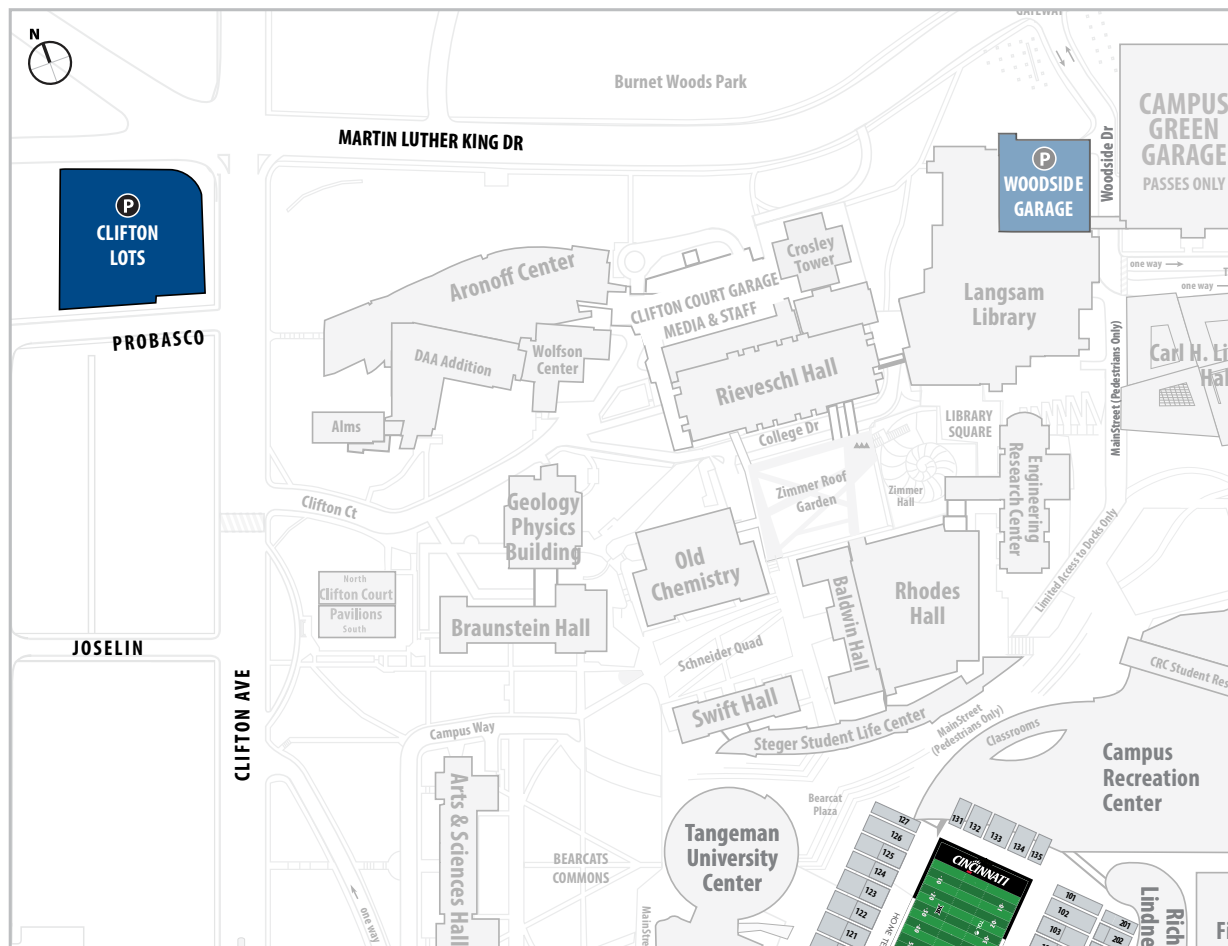 GATEWAY
N
Burnet Woods Park
CAMPUS
GREEN
GARAGE
PASSES ONLY
MARTIN LUTHER KING DR
Woodside Dr
P
WOODSIDE
GARAGE
P
CLIFTON
LOTS
Crosley
Tower
Aronoff Center
one way
one way
CLIFTON COURT GARAGE
MEDIA & STAFF
Langsam
Library
PROBASCO
DAA Addition
Wolfson
Center
Rieveschl Hall
MainStreet (Pedestrians Only)
Carl H. Li
Hal
Alms
College Dr
LIBRARY
SQUARE
Zimmer Roof
Garden
Zimmer
Hall
Engineering
Research Center
Clifton Ct
Geology
Physics
Building
Old
Chemistry
Limited Access to Docks Only
North
Clifton Court
Pavilions
South
Baldwin Hall
Rhodes
Hall
Braunstein Hall
JOSELIN
Schneider Quad
CRC Student Res
CLIFTON AVE
Swift Hall
Steger Student Life Center
MainStreet
(Pedestrians Only)
Classrooms
Campus Way
Campus
Recreation
Center
Arts & Sciences Hall
Bearcat
Plaza
Tangeman
University
Center
BEARCATS
COMMONS
one way
MainStre
127
126
125
124
123
122
121
131
132
133
134
135
CINCINNATI
HOME TE
101
102
103
201
202
Rich
Lindne